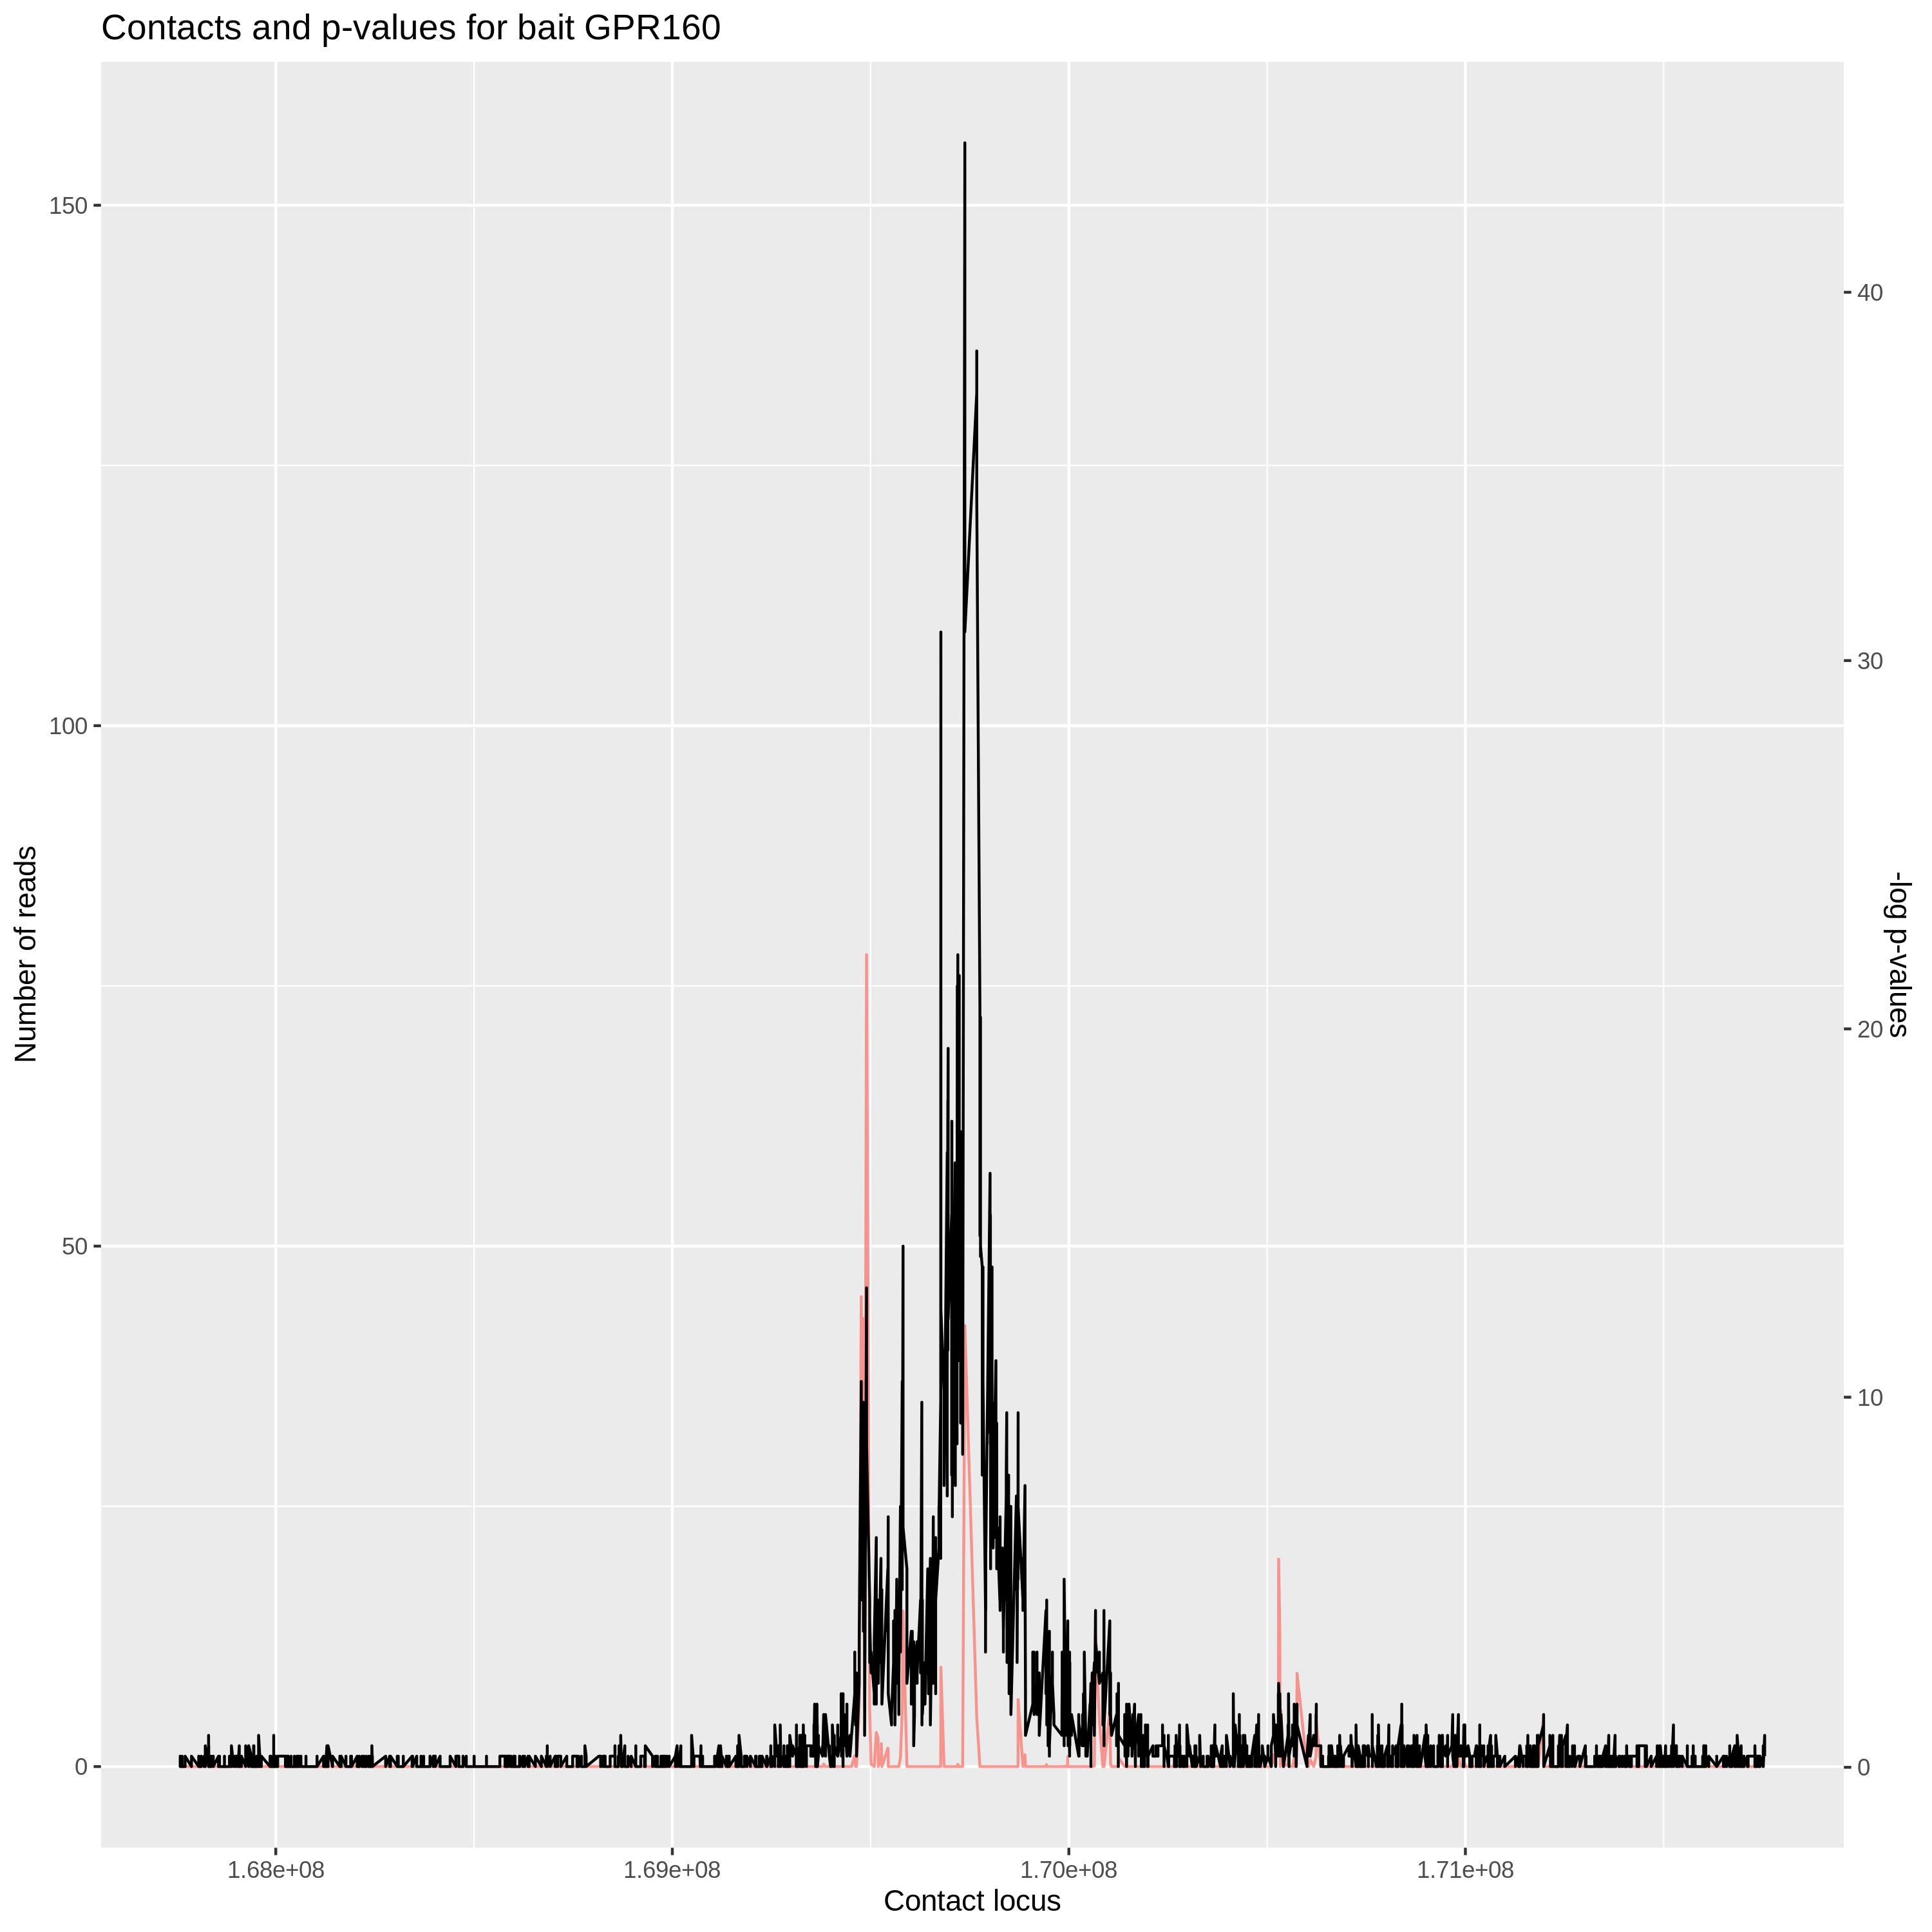 Contacts and p-values for bait GPR160
150
100
50
0
Number of reads
40
30
20
10
0
-log p-values
1.68e+08
1.69e+08
1.70e+08
1.71e+08
Contact locus